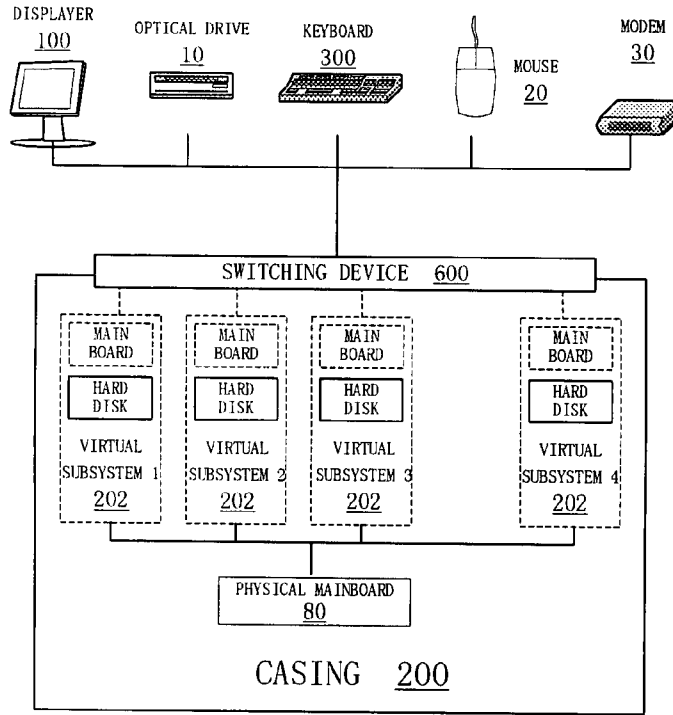 DISPLAYER
100
OPTICAL DRIVE
10
KEYBOARD
300
MOUSE
20
MODEM
30
SWITCHING DEVICE 600
MAIN
BOARD
HARD
DISK
VIRTUAL
SUBSYSTEM 1
202
MAIN
BOARD
HARD
DISK
VIRTUAL
SUBSYSTEM 2
202
MAIN
BOARD
HARD
DISK
VIRTUAL
SUBSYSTEM 3
202
MAIN
BOARD
HARD
DISK
VIRTUAL
SUBSYSTEM 4
202
PHYSICAL MAINBOARD
80
CASING 200